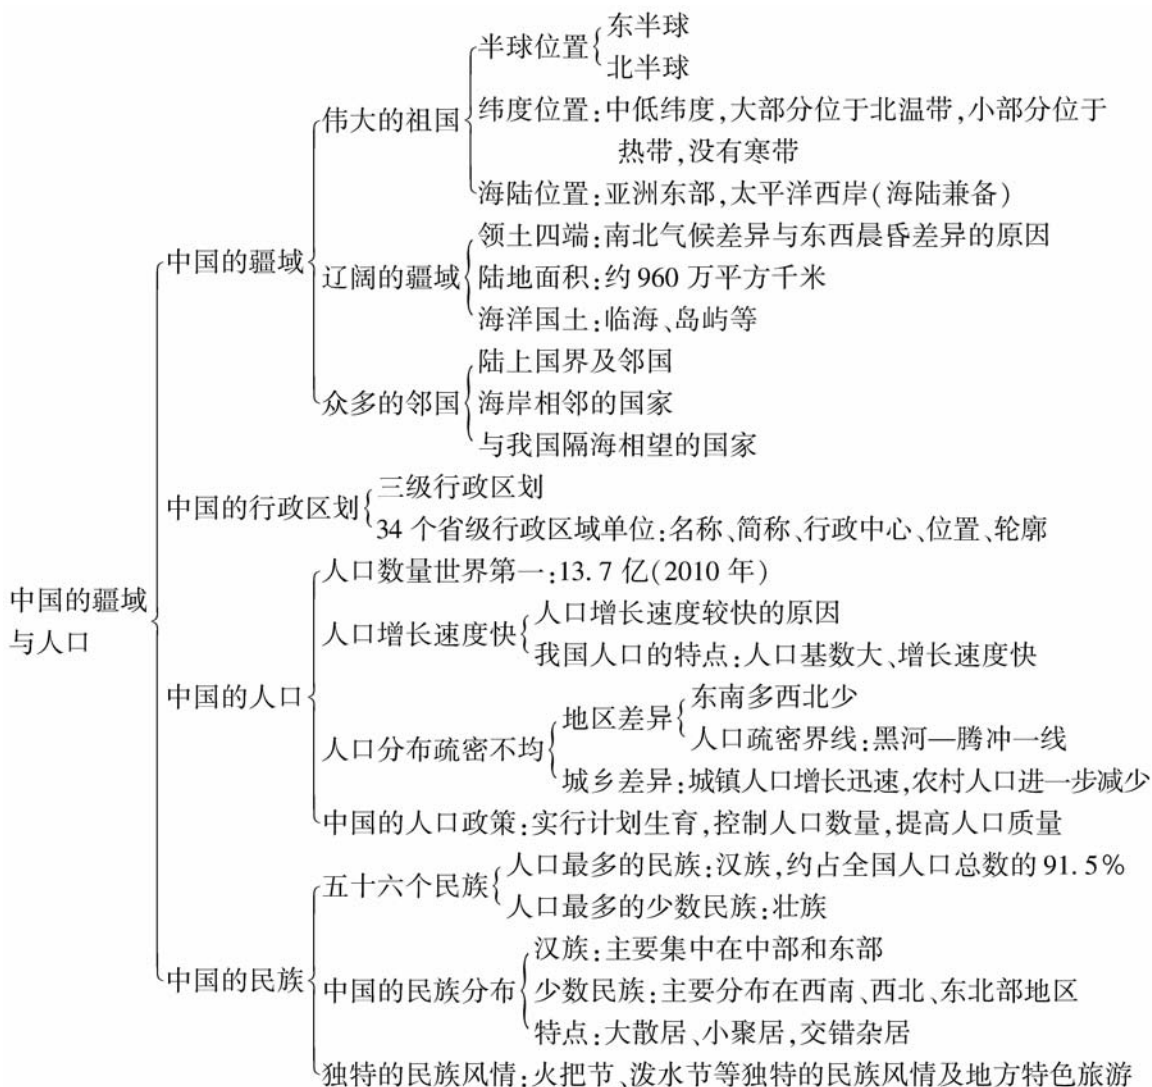 中国的疆域
与人口
中国的疆域
伟大的祖国
半球位置
东半球
北半球
纬度位置:中低纬度,大部分位于北温带,小部分位于
热带,没有寒带
海陆位置:亚洲东部,太平洋西岸(海陆兼备)
辽阔的疆域
领土四端:南北气候差异与东西晨昏差异的原因
陆地面积:约 960 万平方千米
海洋国土:临海、岛屿等
众多的邻国
陆上国界及邻国
海岸相邻的国家
与我国隔海相望的国家
中国的行政区划
三级行政区划
34 个省级行政区域单位:名称、简称、行政中心、位置、轮廓
中国的人口
人口数量世界第一:13.7 亿(2010 年)
人口增长速度快
人口增长速度较快的原因
我国人口的特点:人口基数大、增长速度快
人口分布疏密不均
地区差异
东南多西北少
人口疏密界线:黑河—腾冲一线
城乡差异:城镇人口增长迅速,农村人口进一步减少
中国的人口政策:实行计划生育,控制人口数量,提高人口质量
中国的民族
五十六个民族
人口最多的民族:汉族,约占全国人口总数的 91.5%
人口最多的少数民族:壮族
中国的民族分布
汉族:主要集中在中部和东部
少数民族:主要分布在西南、西北、东北部地区
特点:大散居、小聚居,交错杂居
独特的民族风情:火把节、泼水节等独特的民族风情及地方特色旅游